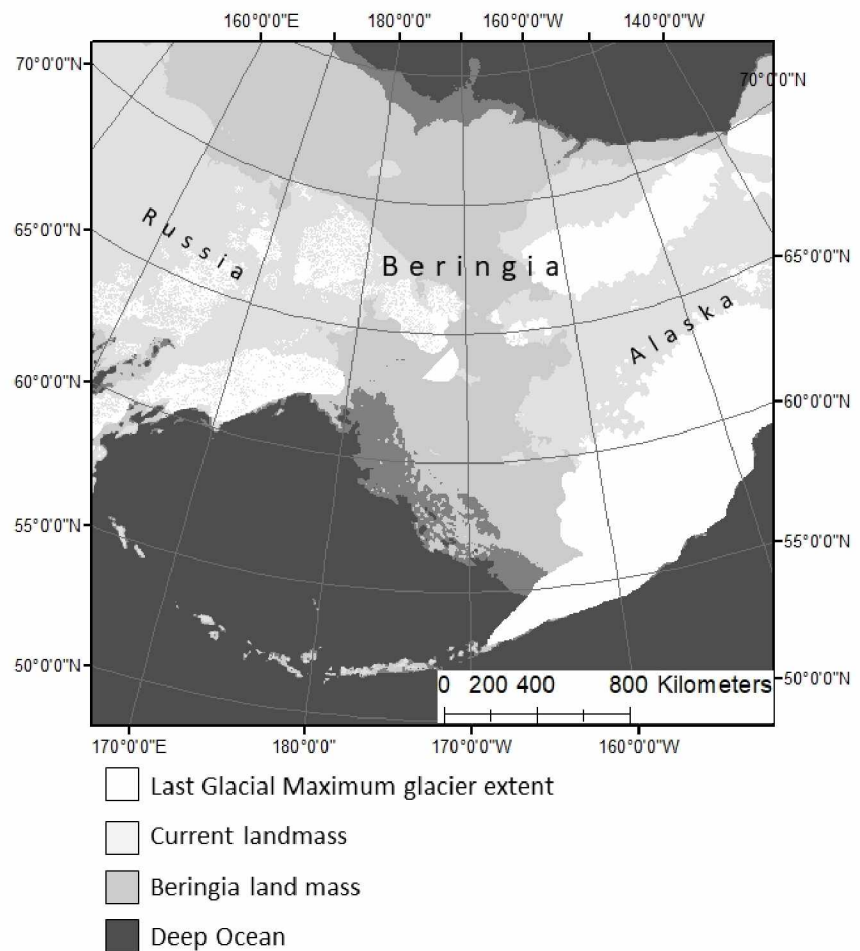 160°0'0"E 180°0'0" 160°0'0"W 140°0'0"W
70°0'0"N 70°0'0"N
65°0'0"N Russia Beringia 65°0'0"N
Alaska
60°0'0"N 60°0'0"N
55°0'0"N 55°0'0"N
50°0'0"N 50°0'0"N
0 200 400 800 Kilometers
170°0'0"E 180°0'0" 170°0'0"W 160°0'0"W
Last Glacial Maximum glacier extent
Current landmass
Beringia land mass
Deep Ocean